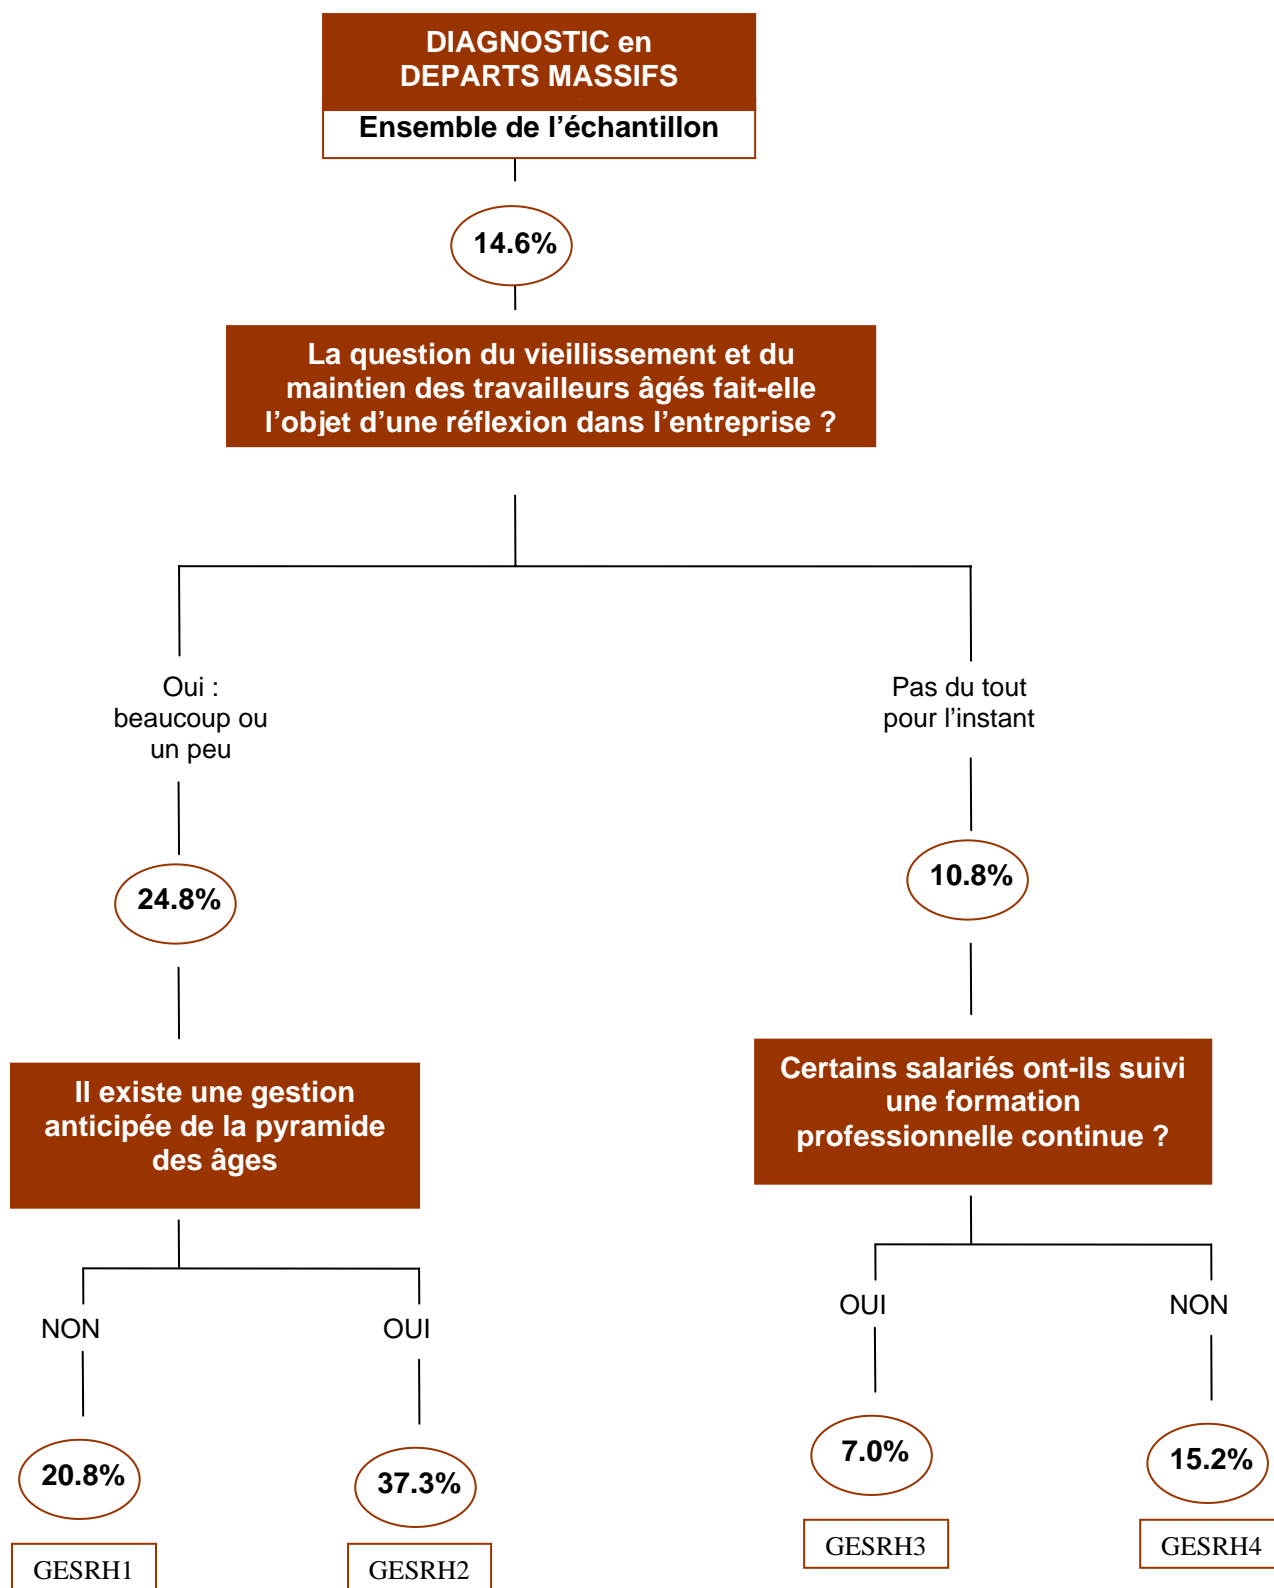 DIAGNOSTIC en
DEPARTS MASSIFS
Ensemble de l’échantillon
14.6%
La question du vieillissement et du
maintien des travailleurs âgés fait-elle
l’objet d’une réflexion dans l’entreprise ?
Oui :
beaucoup ou
un peu
Pas du tout
pour l’instant
24.8%
10.8%
Il existe une gestion
anticipée de la pyramide
des âges
Certains salariés ont-ils suivi
une formation
professionnelle continue ?
NON
OUI
OUI
NON
20.8%
37.3%
7.0%
15.2%
GESRH1
GESRH2
GESRH3
GESRH4